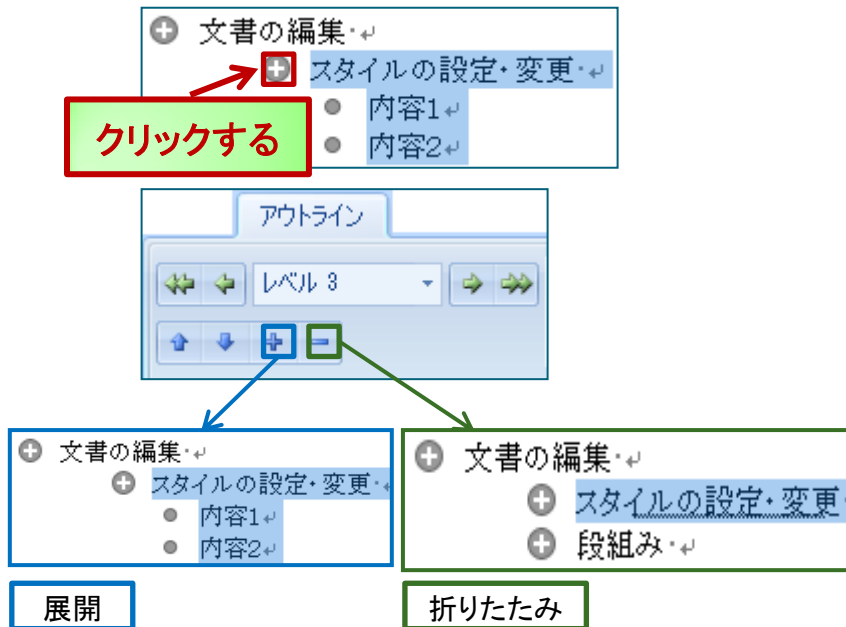 文書の編集
スタイルの設定・変更
クリックする
内容1
内容2
アウトライン
レベル 3
文書の編集
スタイルの設定・変更
内容1
内容2
展開
文書の編集
スタイルの設定・変更
段組み
折りたたみ